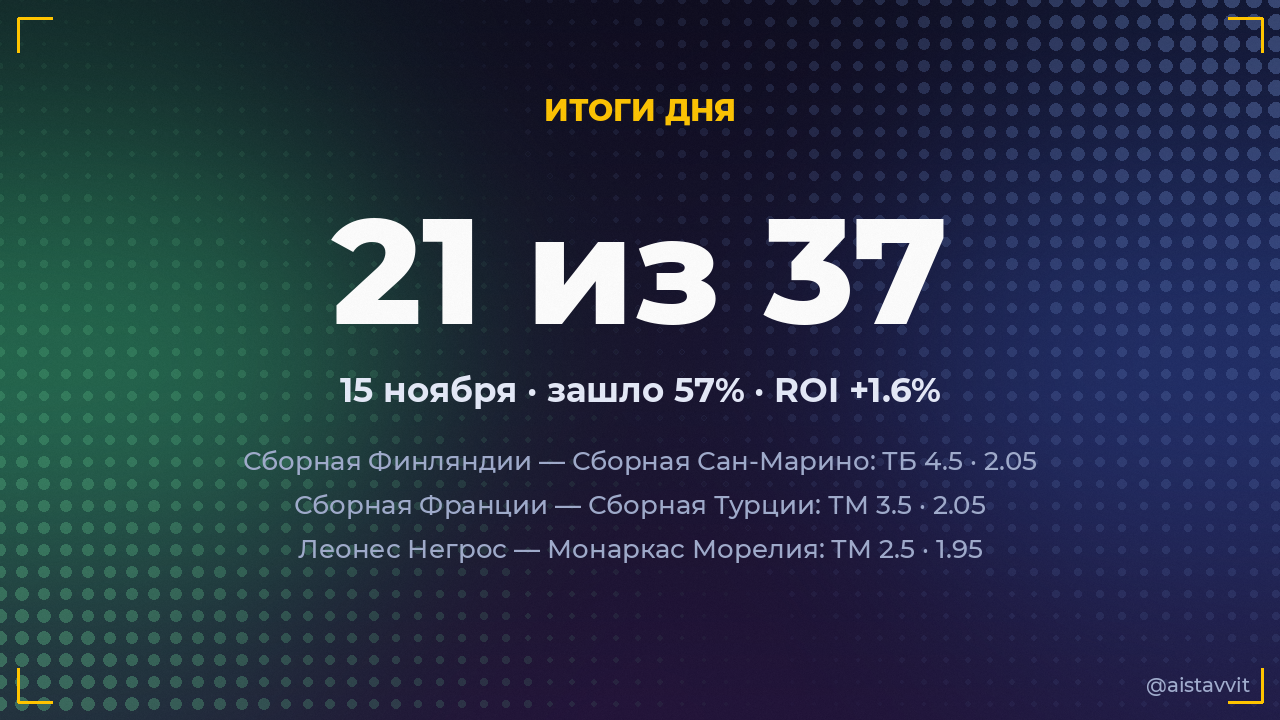 ИТОГИ ДНЯ
21 из 37
15 ноября · зашло 57% · ROI +1.6%
Сборная Финляндии — Сборная Сан-Марино: ТБ 4.5 · 2.05
Сборная Франции — Сборная Турции: ТМ 3.5 · 2.05
Леонес Негрос — Монаркас Морелия: ТМ 2.5 · 1.95
@aistavvit